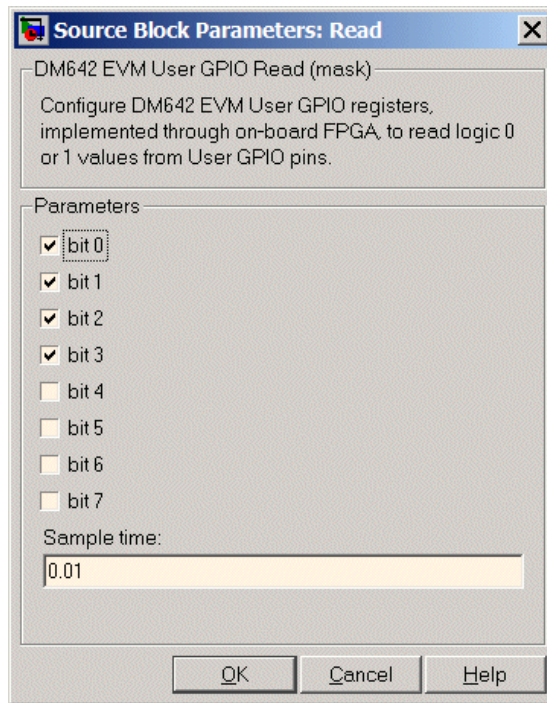 Source Block Parameters: Read
DM642 EVM User GPIO Read (mask)
Configure DM642 EVM User GPIO registers,
implemented through on-board FPGA, to read logic 0
or 1 values from User GPIO pins.
Parameters
bit 0
bit 1
bit 2
bit 3
bit 4
bit 5
bit 6
bit 7
Sample time:
0.01
OK Cancel Help